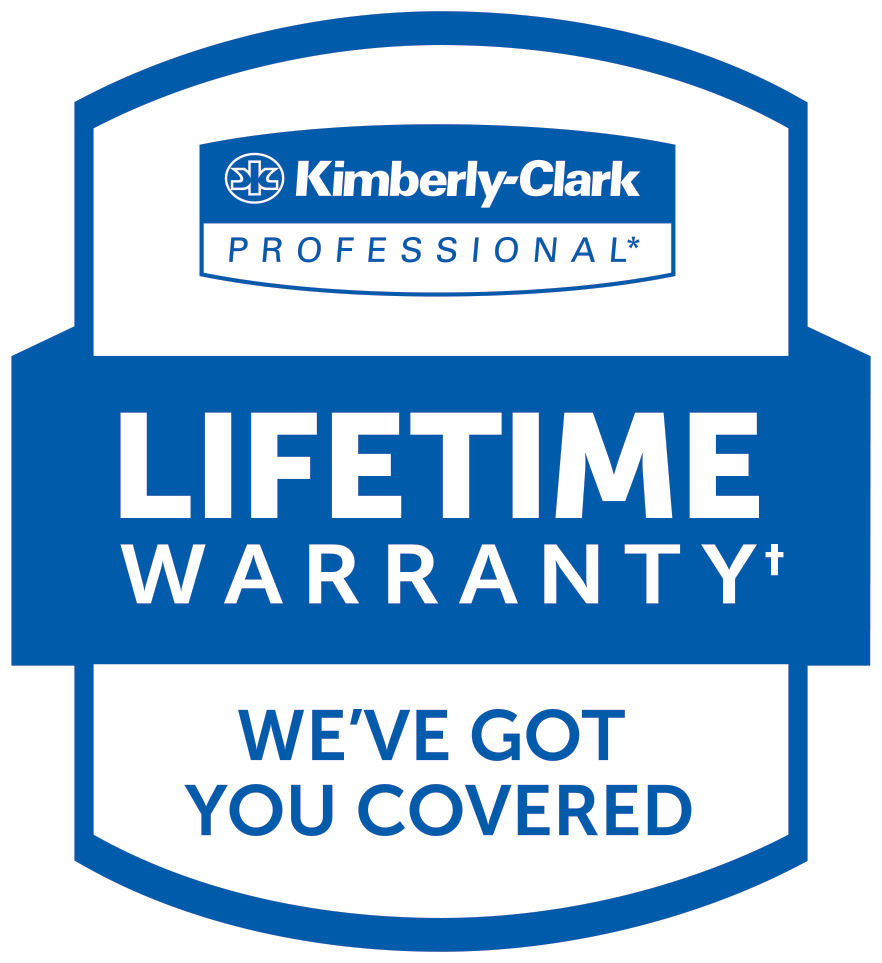 Kimberly-Clark
PROFESSIONAL*
LIFETIME
WARRANTY†
WE’VE GOT
YOU COVERED